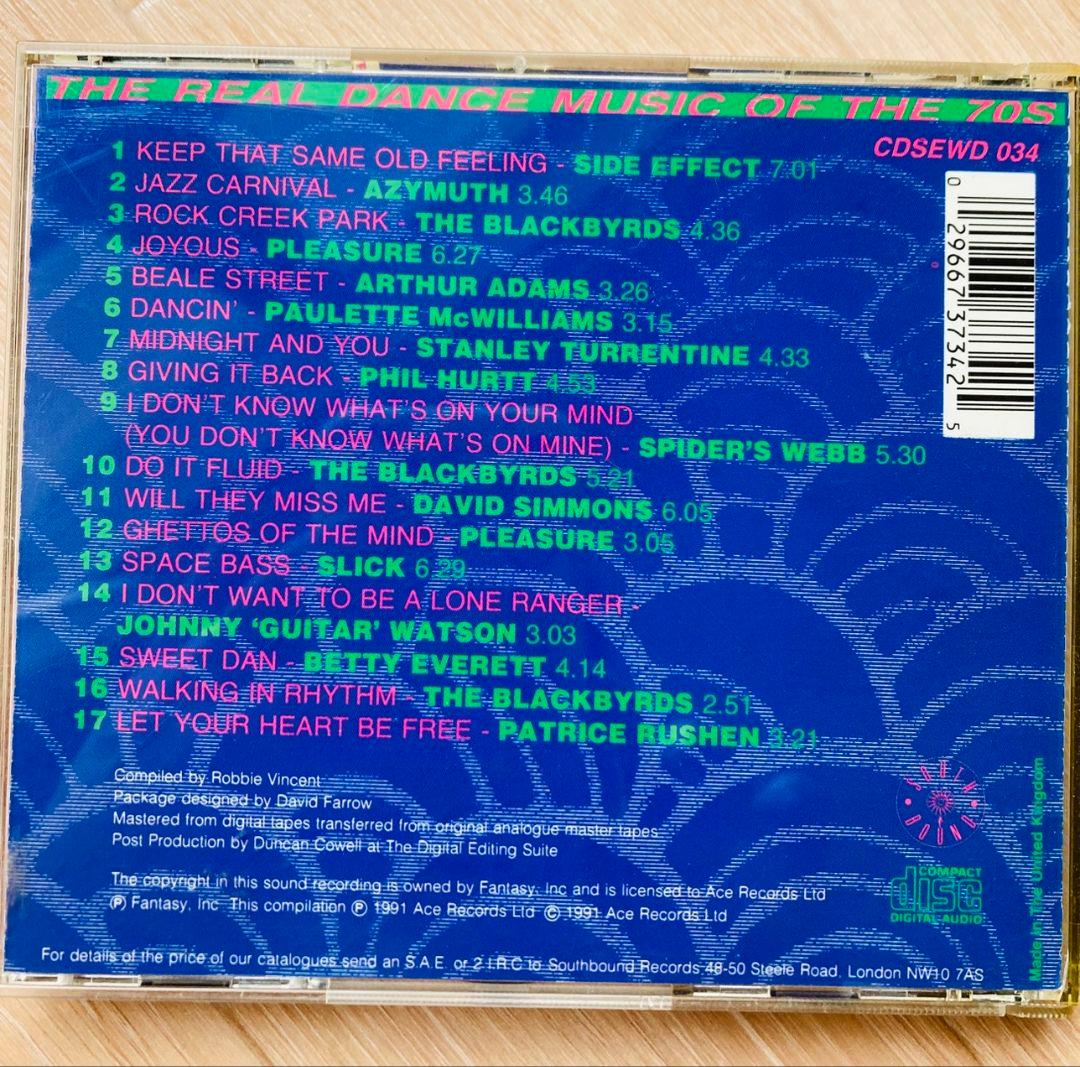 THE REAL DANCE MUSIC OF THE 70S
CDSEWD 034
1 KEEP THAT SAME OLD FEELING - SIDE EFFECT 7.01
2 JAZZ CARNIVAL - AZYMUTH 3.46
3 ROCK CREEK PARK - THE BLACKBYRDS 4.36
4 JOYOUS - PLEASURE 6.27
5 BEALE STREET - ARTHUR ADAMS 3.26
6 DANCIN' - PAULETTE McWILLIAMS 3.15
7 MIDNIGHT AND YOU - STANLEY TURRENTINE 4.33
8 GIVING IT BACK - PHIL HURTT 4.53
9 I DON'T KNOW WHAT'S ON YOUR MIND
(YOU DON'T KNOW WHAT'S ON MINE) - SPIDER'S WEBB 5.30
10 DO IT FLUID - THE BLACKBYRDS 5.21
11 WILL THEY MISS ME - DAVID SIMMONS 6.05
12 GHETTOS OF THE MIND - PLEASURE 3.05
13 SPACE BASS - SLICK 6.29
14 I DON'T WANT TO BE A LONE RANGER -
JOHNNY 'GUITAR' WATSON 3.03
15 SWEET DAN - BETTY EVERETT 4.14
16 WALKING IN RHYTHM - THE BLACKBYRDS 2.51
17 LET YOUR HEART BE FREE - PATRICE RUSHEN 3.21
0 29667 37342 5
Compiled by Robbie Vincent
Package designed by David Farrow
Mastered from digital tapes transferred from original analogue master tapes
Post Production by Duncan Cowell at The Digital Editing Suite
The copyright in this sound recording is owned by Fantasy, Inc and is licensed to Ace Records Ltd
Ⓟ Fantasy, Inc This compilation Ⓟ 1991 Ace Records Ltd © 1991 Ace Records Ltd
For details of the price of our catalogues send an S.A.E. or 2 I.R.C to Southbound Records 48-50 Steele Road, London NW10 7AS
COMPACT
disc
DIGITAL AUDIO
Made in The United Kingdom